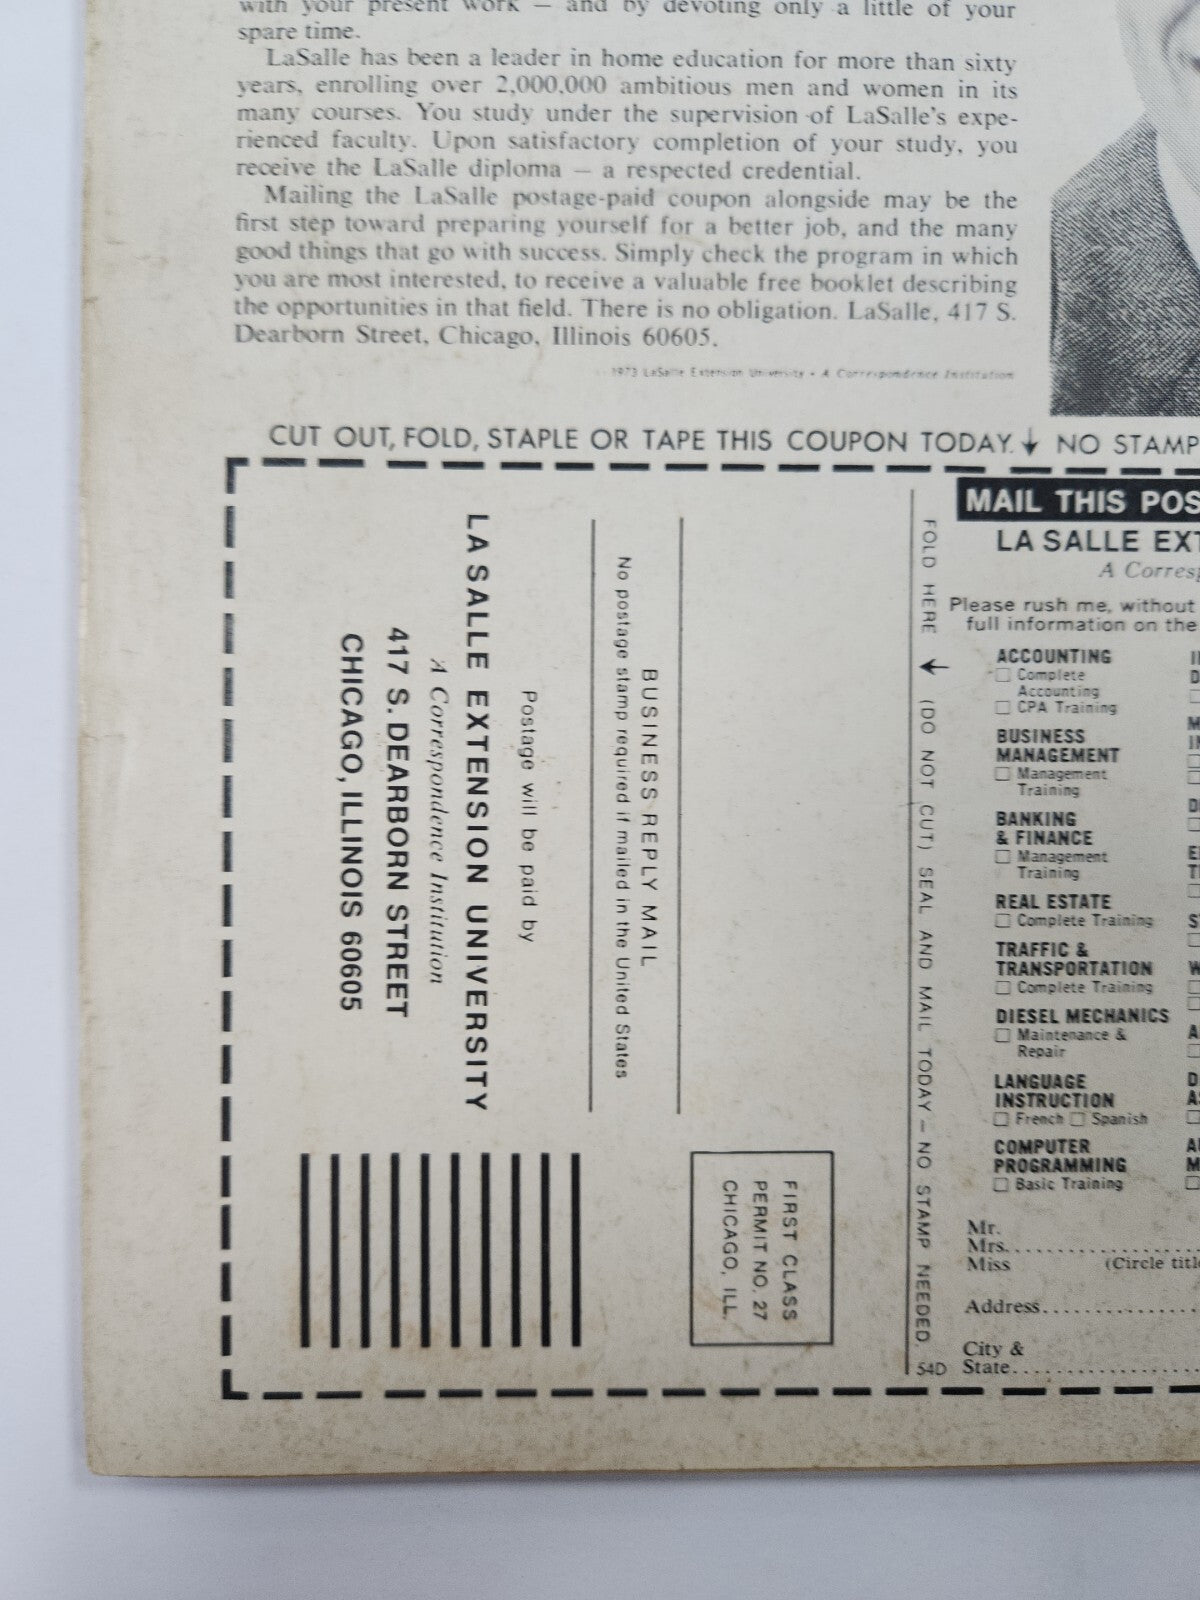 with your present work — and by devoting only a little of your
spare time.
LaSalle has been a leader in home education for more than sixty
years, enrolling over 2,000,000 ambitious men and women in its
many courses. You study under the supervision of LaSalle's expe-
rienced faculty. Upon satisfactory completion of your study, you
receive the LaSalle diploma — a respected credential.
Mailing the LaSalle postage-paid coupon alongside may be the
first step toward preparing yourself for a better job, and the many
good things that go with success. Simply check the program in which
you are most interested, to receive a valuable free booklet describing
the opportunities in that field. There is no obligation. LaSalle, 417 S.
Dearborn Street, Chicago, Illinois 60605.
1973 LaSalle Extension University • A Correspondence Institution
CUT OUT, FOLD, STAPLE OR TAPE THIS COUPON TODAY. ↓ NO STAMP
FIRST CLASS
PERMIT NO. 27
CHICAGO, ILL.
BUSINESS REPLY MAIL
No postage stamp required if mailed in the United States
Postage will be paid by
LA SALLE EXTENSION UNIVERSITY
A Correspondence Institution
417 S. DEARBORN STREET
CHICAGO, ILLINOIS 60605
FOLD HERE ↓ (DO NOT CUT) SEAL AND MAIL TODAY — NO STAMP NEEDED.
54D
MAIL THIS POS
LA SALLE EXT
A Corresp
Please rush me, without
full information on the
ACCOUNTING
☐ Complete
Accounting
☐ CPA Training
BUSINESS
MANAGEMENT
☐ Management
Training
BANKING
& FINANCE
☐ Management
Training
REAL ESTATE
☐ Complete Training
TRAFFIC &
TRANSPORTATION
☐ Complete Training
DIESEL MECHANICS
☐ Maintenance &
Repair
LANGUAGE
INSTRUCTION
☐ French ☐ Spanish
COMPUTER
PROGRAMMING
☐ Basic Training
Mr.
Mrs.....................
Miss (Circle title
Address................
City &
State...................